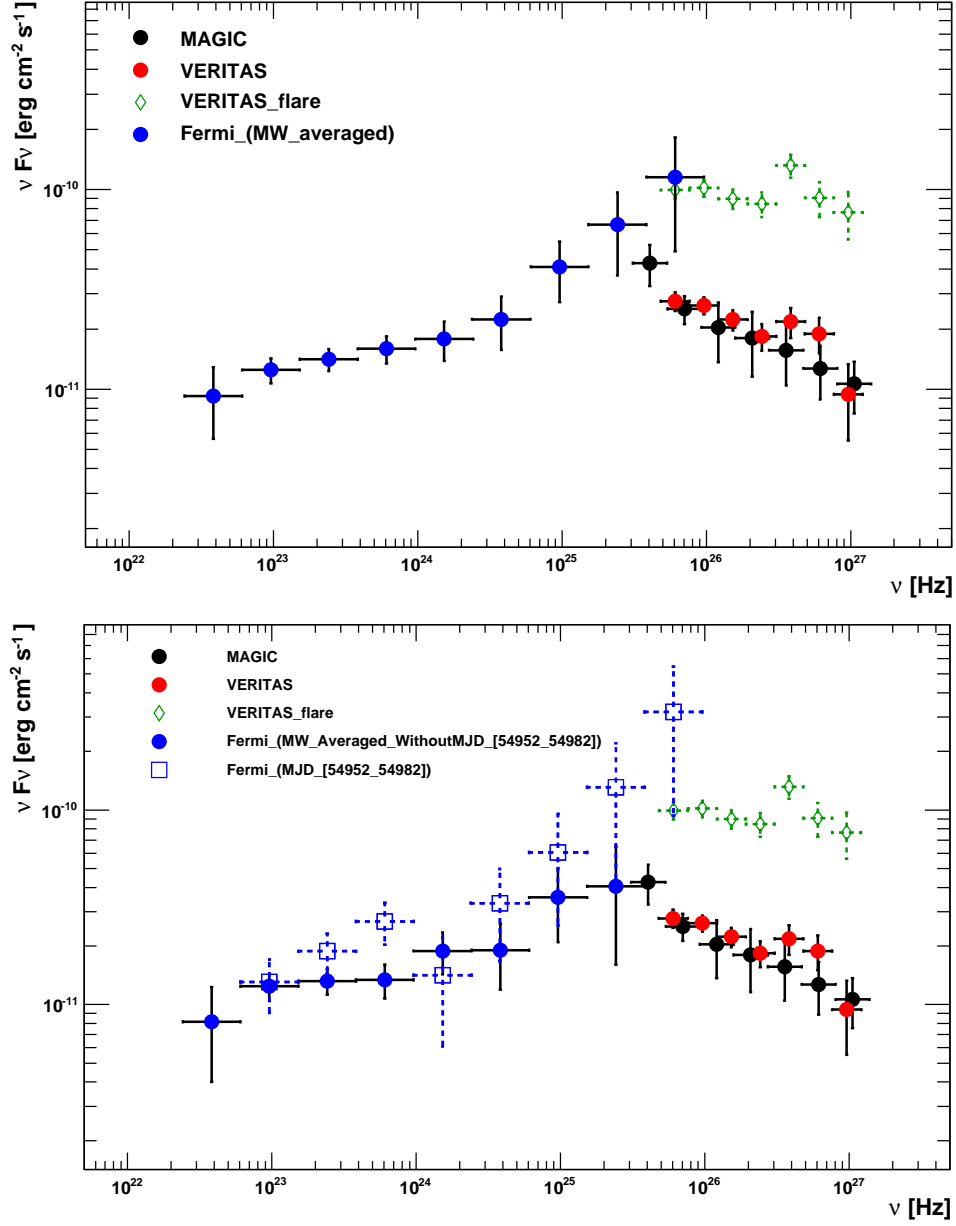 ν Fν [erg cm⁻² s⁻¹]
MAGIC
VERITAS
VERITAS_flare
Fermi_(MW_averaged)
10⁻¹⁰
10⁻¹¹
10²² 10²³ 10²⁴ 10²⁵ 10²⁶ 10²⁷
ν [Hz]
ν Fν [erg cm⁻² s⁻¹]
MAGIC
VERITAS
VERITAS_flare
Fermi_(MW_Averaged_WithoutMJD_[54952_54982])
Fermi_(MJD_[54952_54982])
10⁻¹⁰
10⁻¹¹
10²² 10²³ 10²⁴ 10²⁵ 10²⁶ 10²⁷
ν [Hz]